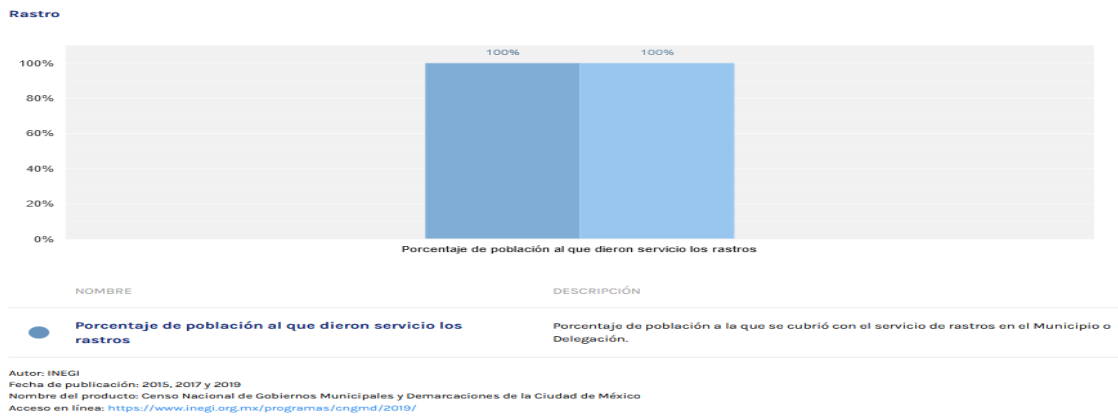 Rastro
100% 100%
100%
80%
60%
40%
20%
0%
Porcentaje de población al que dieron servicio los rastros
NOMBRE DESCRIPCIÓN
Porcentaje de población al que dieron servicio los
rastros
Porcentaje de población a la que se cubrió con el servicio de rastros en el Municipio o
Delegación.
Autor: INEGI
Fecha de publicación: 2015, 2017 y 2019
Nombre del producto: Censo Nacional de Gobiernos Municipales y Demarcaciones de la Ciudad de México
Acceso en línea: https://www.inegi.org.mx/programas/cngmd/2019/